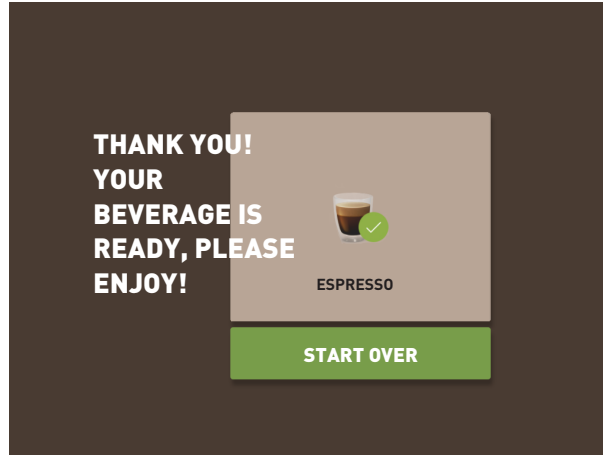 THANK YOU!
YOUR
BEVERAGE IS
READY, PLEASE
ENJOY!
ESPRESSO
START OVER